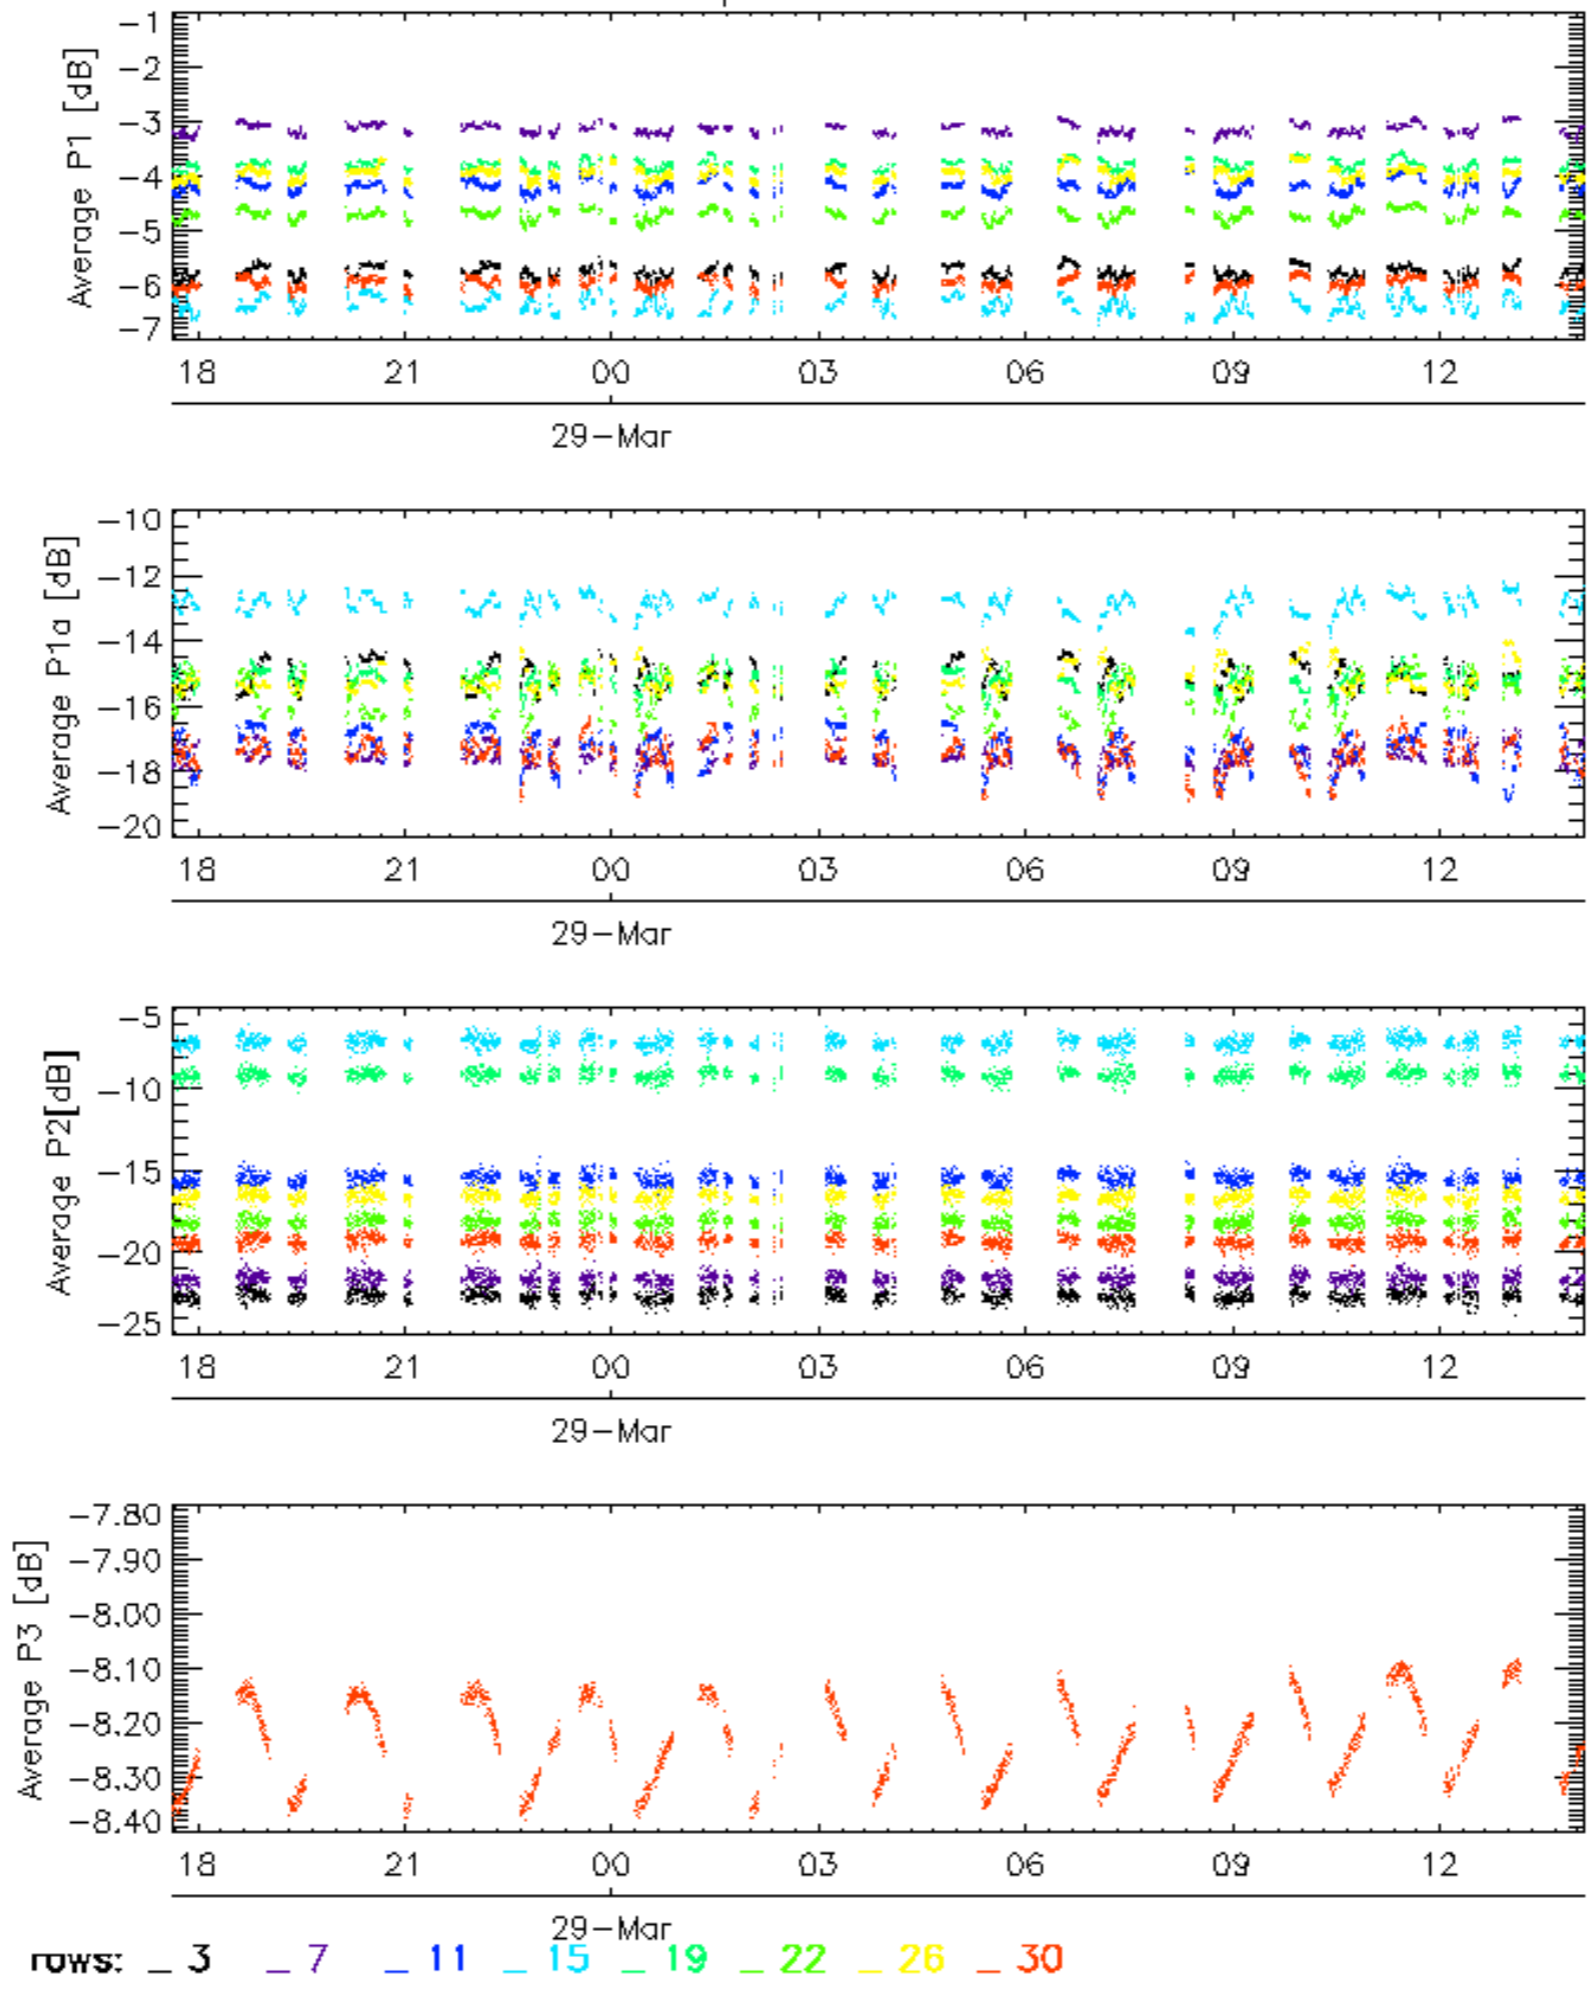 -1
-2
-3
-4
-5
-6
-7
Average P1 [dB]
18 21 00 03 06 09 12
29-Mar
-10
-12
-14
-16
-18
-20
Average P1a [dB]
18 21 00 03 06 09 12
29-Mar
-5
-10
-15
-20
-25
Average P2[dB]
18 21 00 03 06 09 12
29-Mar
-7.80
-7.90
-8.00
-8.10
-8.20
-8.30
-8.40
Average P3 [dB]
18 21 00 03 06 09 12
29-Mar
rows: _ 3 _ 7 _ 11 _ 15 _ 19 _ 22 _ 26 _ 30